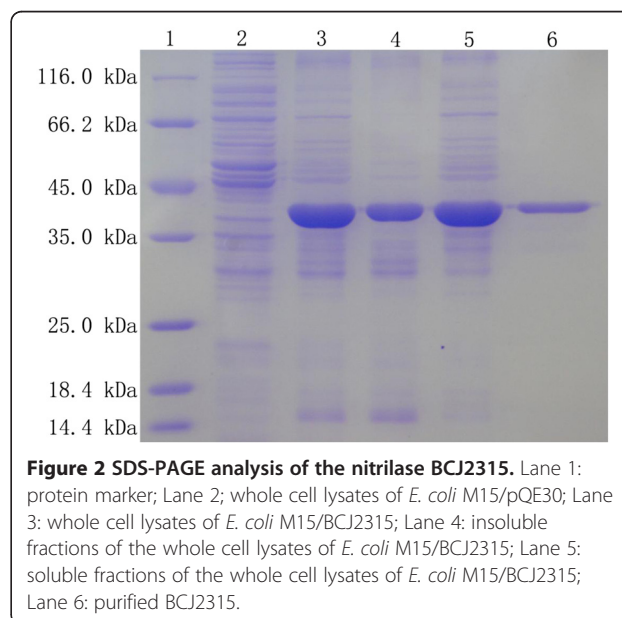 1 2 3 4 5 6
116.0 kDa
66.2 kDa
45.0 kDa
35.0 kDa
25.0 kDa
18.4 kDa
14.4 kDa
Figure 2 SDS-PAGE analysis of the nitrilase BCJ2315. Lane 1:
protein marker; Lane 2; whole cell lysates of E. coli M15/pQE30; Lane
3: whole cell lysates of E. coli M15/BCJ2315; Lane 4: insoluble
fractions of the whole cell lysates of E. coli M15/BCJ2315; Lane 5:
soluble fractions of the whole cell lysates of E. coli M15/BCJ2315;
Lane 6: purified BCJ2315.